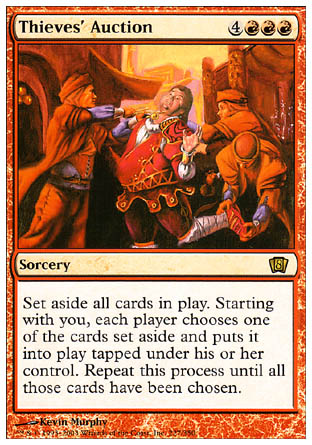 Thieves' Auction 4
Sorcery 8
Set aside all cards in play. Starting
with you, each player chooses one
of the cards set aside and puts it
into play tapped under his or her
control. Repeat this process until all
those cards have been chosen.
Kevin Murphy